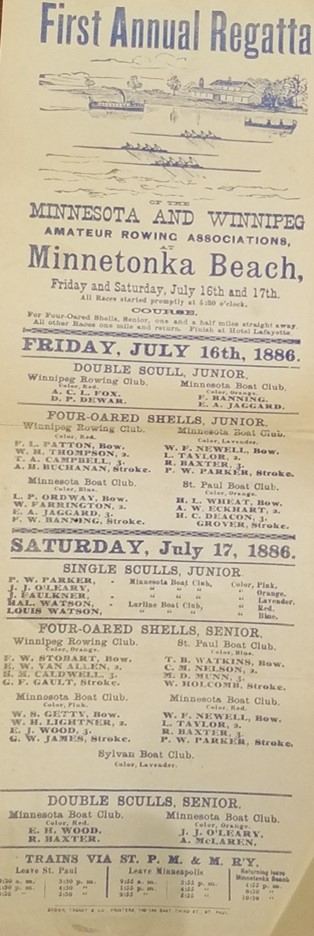 First Annual Regatta
OF THE
MINNESOTA AND WINNIPEG
AMATEUR ROWING ASSOCIATIONS,
AT
Minnetonka Beach,
Friday and Saturday, July 16th and 17th.
All Races started promptly at 5:30 o'clock.
COURSE.
For Four-Oared Shells, Senior, one and a half miles straight away.
All other Races one mile and return. Finish at Hotel Lafayette.
FRIDAY, JULY 16th, 1886.
DOUBLE SCULL, JUNIOR.
Winnipeg Rowing Club.
Color, Red.
A. C. L. FOX,
D. P. DEWAR.
Minnesota Boat Club.
Color, Orange.
F. BANNING,
E. A. JAGGARD.
FOUR-OARED SHELLS, JUNIOR.
Winnipeg Rowing Club.
Color, Red.
F. L. PATTON, Bow.
W. H. THOMPSON, 2.
T. A. CAMPBELL, 3.
A. H. BUCHANAN, Stroke.
Minnesota Boat Club.
Color, Lavender.
W. F. NEWELL, Bow.
L. TAYLOR, 2.
R. BAXTER, 3.
P. W. PARKER, Stroke.
Minnesota Boat Club.
Color, Blue.
L. P. ORDWAY, Bow.
W. FARRINGTON, 2.
E. A. JAGGARD, 3.
F. W. BANNING, Stroke.
St. Paul Boat Club.
Color, Orange.
H. L. WHEAT, Bow.
A. W. ECKHART, 2.
H. C. DEACON, 3.
GROVER, Stroke.
SATURDAY, July 17, 1886.
SINGLE SCULLS, JUNIOR.
P. W. PARKER, - Minnesota Boat Club, Color, Pink.
J. J. O'LEARY, - " " " " Orange.
J. FAULKNER, - " " " " Lavender.
HAL. WATSON, - Lurline Boat Club, " Red.
LOUIS WATSON, - " " " " Blue.
FOUR-OARED SHELLS, SENIOR.
Winnipeg Rowing Club.
Color, Orange.
F. W. STOBART, Bow.
E. W. VAN ALLEN, 2.
H. M. CALDWELL, 3.
G. F. GAULT, Stroke.
St. Paul Boat Club.
Color, Blue.
T. B. WATKINS, Bow.
C. M. NELSON, 2.
M. D. MUNN, 3.
W. HOLCOMB, Stroke.
Minnesota Boat Club.
Color, Pink.
W. S. GETTY, Bow.
W. H. LIGHTNER, 2.
E. J. WOOD, 3.
G. W. JAMES, Stroke.
Minnesota Boat Club.
Color, Red.
W. F. NEWELL, Bow.
L. TAYLOR, 2.
R. BAXTER, 3.
P. W. PARKER, Stroke.
Sylvan Boat Club.
Color, Lavender.
DOUBLE SCULLS, SENIOR.
Minnesota Boat Club.
Color, Red.
E. H. WOOD,
R. BAXTER.
Minnesota Boat Club.
Color, Orange.
J. J. O'LEARY,
A. McLAREN.
TRAINS VIA ST. P. M. & M. R'Y.
Leave St. Paul
Leave Minneapolis
Returning leave
Minnetonka Beach